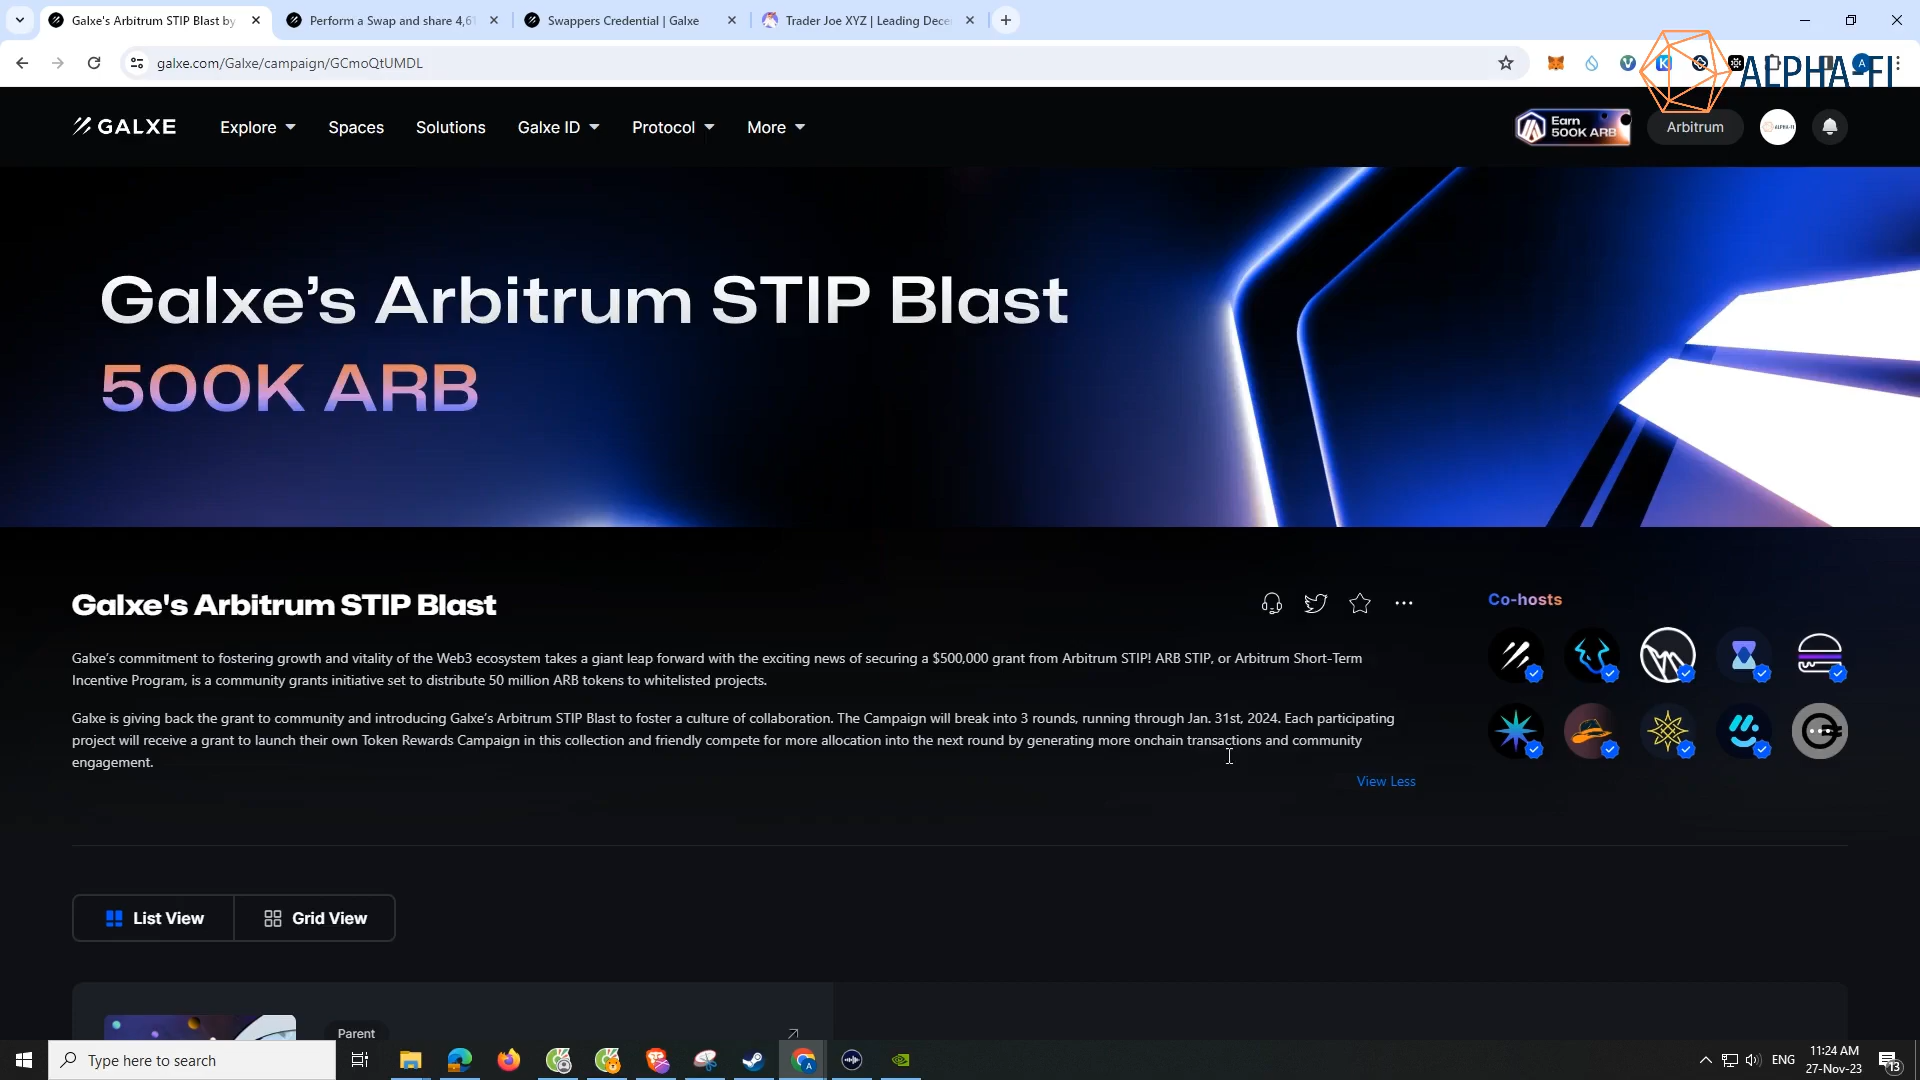 Galxe's Arbitrum STIP Blast by
Perform a Swap and share 4,61
Swappers Credential | Galxe
Trader Joe XYZ | Leading Dece
galxe.com/Galxe/campaign/GCmoQtUMDL
ALPHA-FI
GALXE
Explore
Spaces
Solutions
Galxe ID
Protocol
More
Earn
500K ARB
Arbitrum
ALPHA-FI
Galxe’s Arbitrum STIP Blast
500K ARB
Galxe's Arbitrum STIP Blast
Co-hosts
Galxe’s commitment to fostering growth and vitality of the Web3 ecosystem takes a giant leap forward with the exciting news of securing a $500,000 grant from Arbitrum STIP! ARB STIP, or Arbitrum Short-Term
Incentive Program, is a community grants initiative set to distribute 50 million ARB tokens to whitelisted projects.
Galxe is giving back the grant to community and introducing Galxe’s Arbitrum STIP Blast to foster a culture of collaboration. The Campaign will break into 3 rounds, running through Jan. 31st, 2024. Each participating
project will receive a grant to launch their own Token Rewards Campaign in this collection and friendly compete for more allocation into the next round by generating more onchain transactions and community
engagement.
View Less
List View
Grid View
Parent
Type here to search
ENG
11:24 AM
27-Nov-23
13